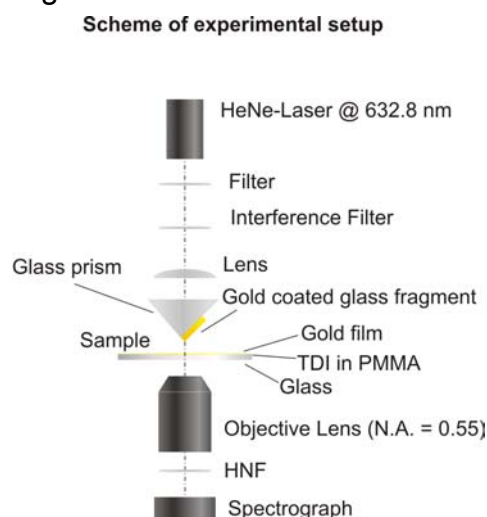 Scheme of experimental setup
HeNe-Laser @ 632.8 nm
Filter
Interference Filter
Lens
Glass prism
Gold coated glass fragment
Gold film
Sample
TDI in PMMA
Glass
Objective Lens (N.A. = 0.55)
HNF
Spectrograph